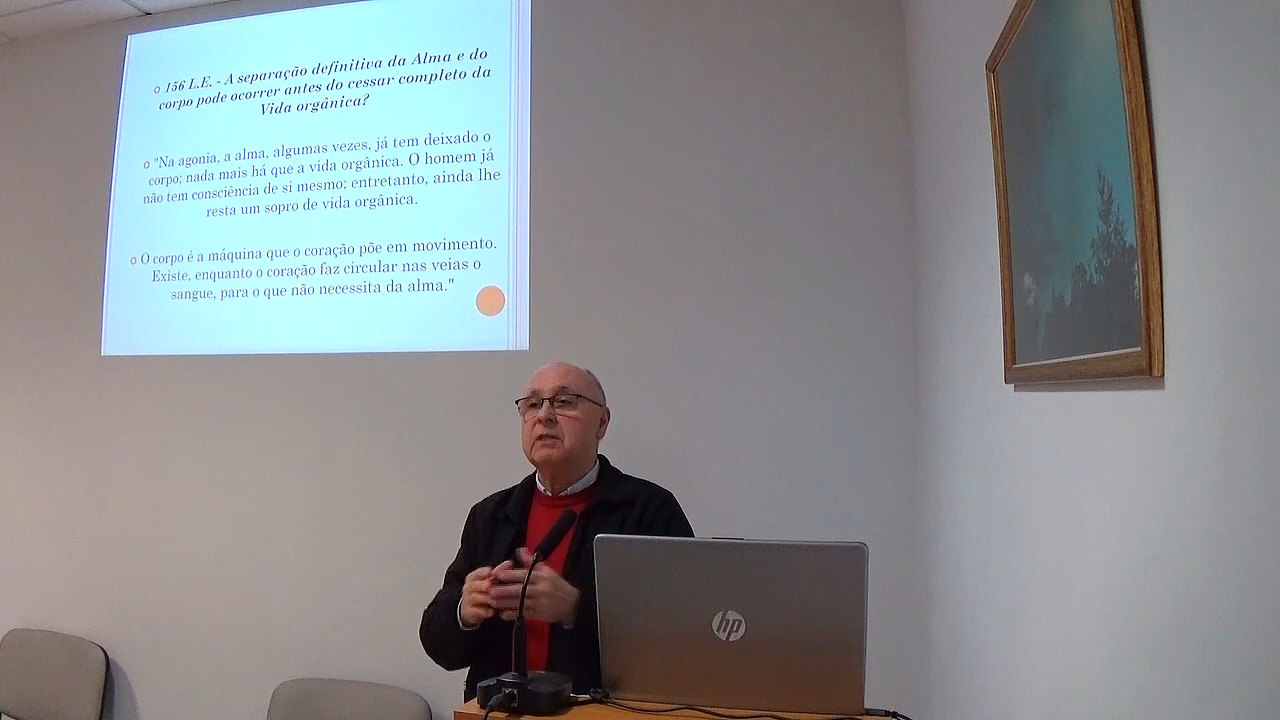 156 L.E. - A separação definitiva da Alma e do
corpo pode ocorrer antes do cessar completo da
Vida orgânica?
"Na agonia, a alma, algumas vezes, já tem deixado o
corpo; nada mais há que a vida orgânica. O homem já
não tem consciência de si mesmo; entretanto, ainda lhe
resta um sopro de vida orgânica.
O corpo é a máquina que o coração põe em movimento.
Existe, enquanto o coração faz circular nas veias o
sangue, para o que não necessita da alma."
hp